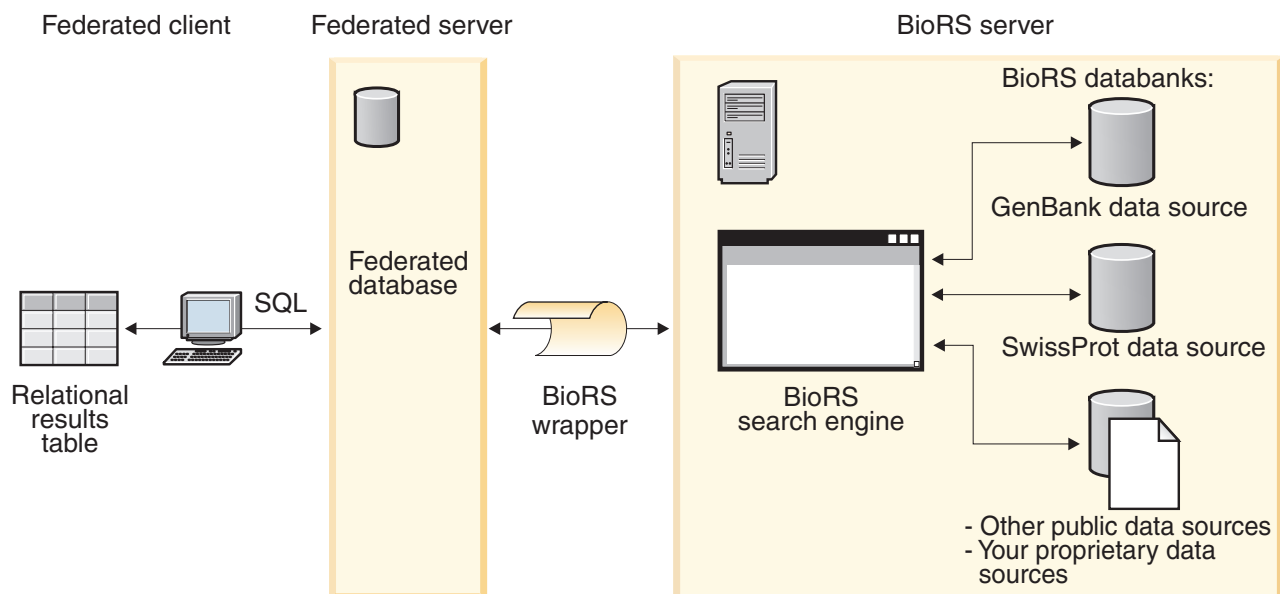 Federated client
Federated server
BioRS server
BioRS databanks:
GenBank data source
Federated
database
SQL
SwissProt data source
Relational
results
table
BioRS
wrapper
BioRS
search engine
- Other public data sources
- Your proprietary data
sources